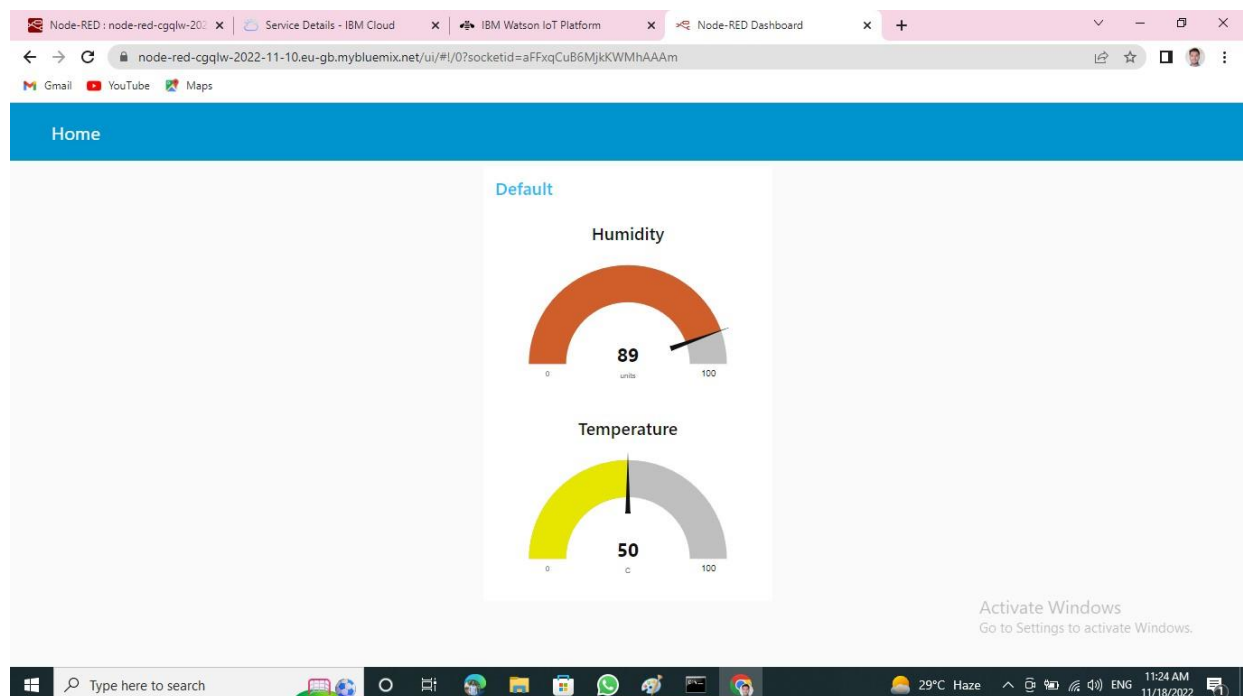 Node-RED : node-red-cgqlw-202
Service Details - IBM Cloud
IBM Watson IoT Platform
Node-RED Dashboard
node-red-cgqlw-2022-11-10.eu-gb.mybluemix.net/ui/#!/0?socketid=aFFxqCuB6MjkKWMhAAAm
Gmail YouTube Maps
Home
Default
Humidity
89
units
0
100
Temperature
50
C
0
100
Activate Windows
Go to Settings to activate Windows.
Type here to search
29°C Haze
ENG
11:24 AM
11/18/2022
1